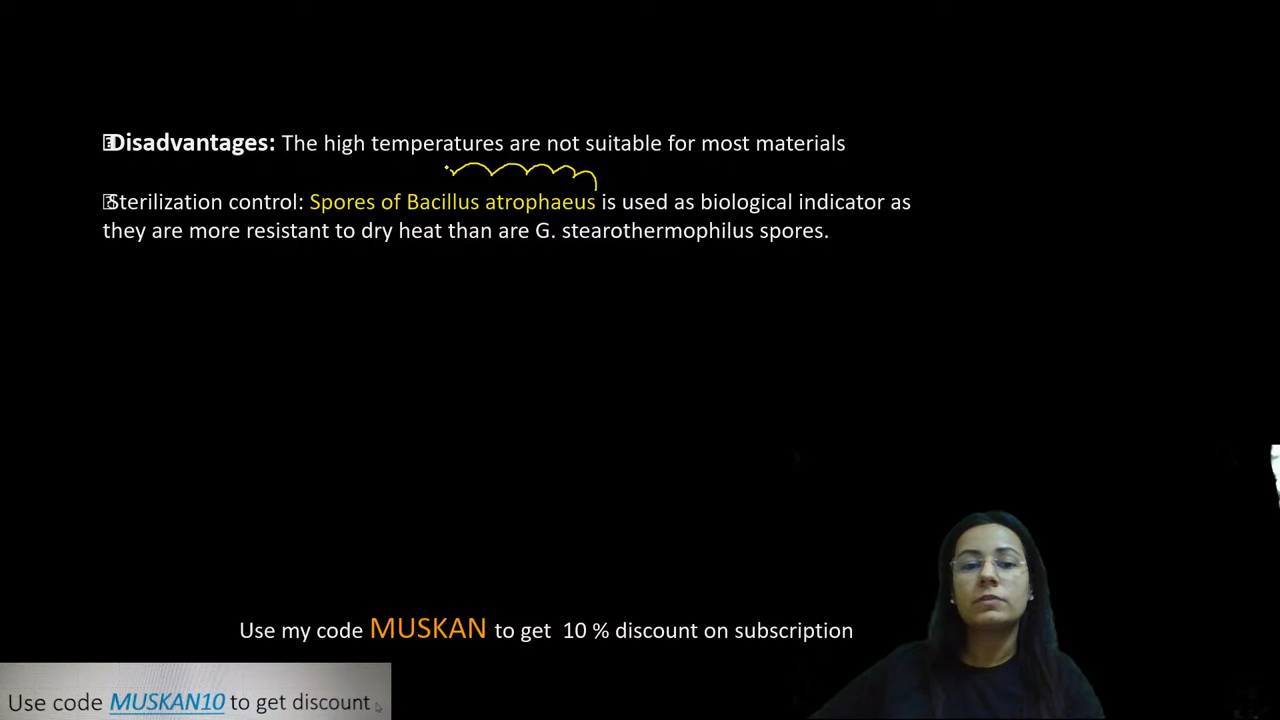 Disadvantages: The high temperatures are not suitable for most materials
Sterilization control: Spores of Bacillus atrophaeus is used as biological indicator as
they are more resistant to dry heat than are G. stearothermophilus spores.
Use my code MUSKAN to get 10 % discount on subscription
Use code MUSKAN10 to get discount